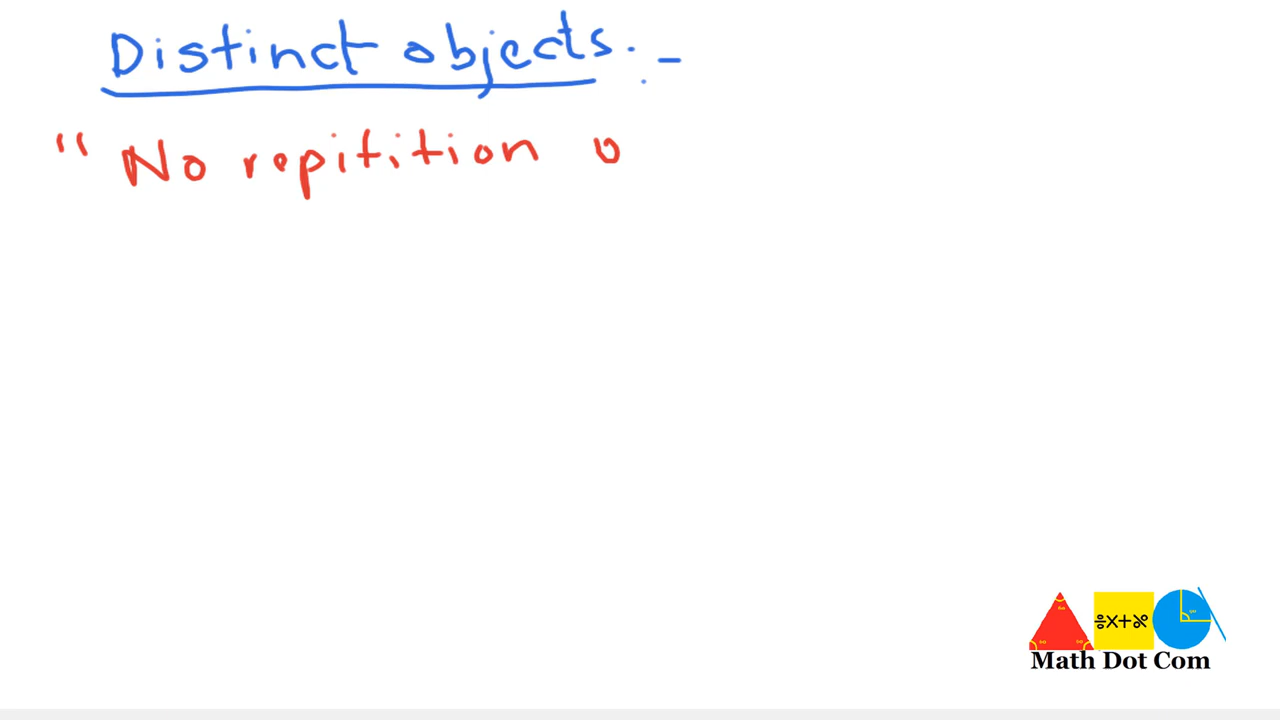 Distinct objects. -
" No repitition o
÷x+%
Math Dot Com